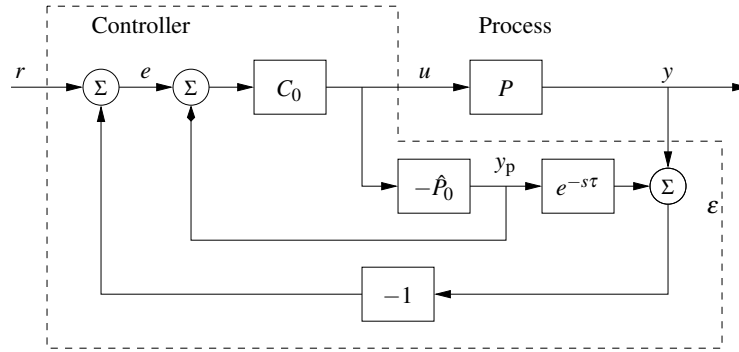 Controller
Process
r
Σ
e
Σ
C₀
u
P
y
−P̂₀
yₚ
e^{−sτ}
Σ
ε
−1